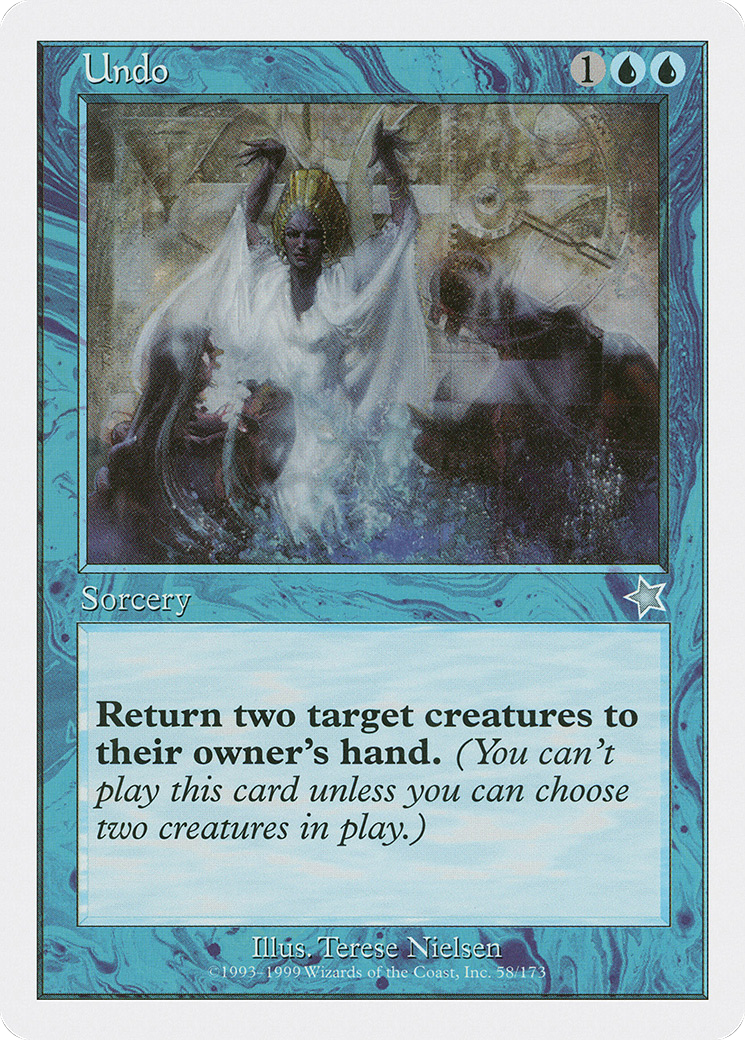 Undo 1
Sorcery
Return two target creatures to
their owner's hand. (You can't
play this card unless you can choose
two creatures in play.)
Illus. Terese Nielsen
©1993–1999 Wizards of the Coast, Inc. 58/173